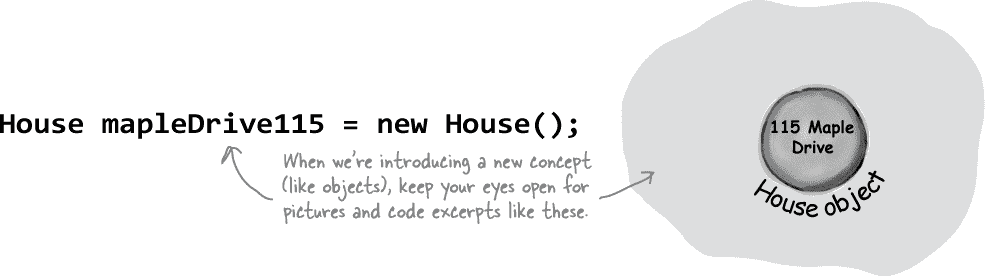 House mapleDrive115 = new House();
When we're introducing a new concept
(like objects), keep your eyes open for
pictures and code excerpts like these.
115 Maple
Drive
House object